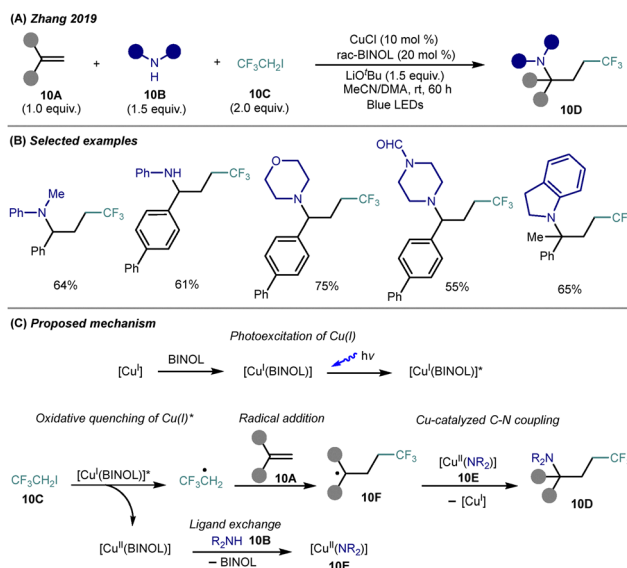 (A) Zhang 2019
10A
(1.0 equiv.)
+
N
H
10B
(1.5 equiv.)
+
CF3CH2I
10C
(2.0 equiv.)
CuCl (10 mol %)
rac-BINOL (20 mol %)
LiOtBu (1.5 equiv.)
MeCN/DMA, rt, 60 h
Blue LEDs
N
CF3
10D
(B) Selected examples
Ph N Me
CF3
Ph
64%
Ph NH
CF3
Ph
61%
O
N
CF3
Ph
75%
OHC
N
N
CF3
Ph
55%
N
Me
Ph
CF
65%
(C) Proposed mechanism
Photoexcitation of Cu(I)
[CuI] BINOL [CuI(BINOL)] hν [CuI(BINOL)]*
Oxidative quenching of Cu(I)* Radical addition Cu-catalyzed C-N coupling
CF3CH2I
10C
[CuI(BINOL)]*
CF3CH2
10A
CF3
10F
[CuII(NR2)]
10E
– [CuI]
R2N
CF
10D
Ligand exchange
[CuII(BINOL)] R2NH 10B [CuII(NR2)]
– BINOL 10E